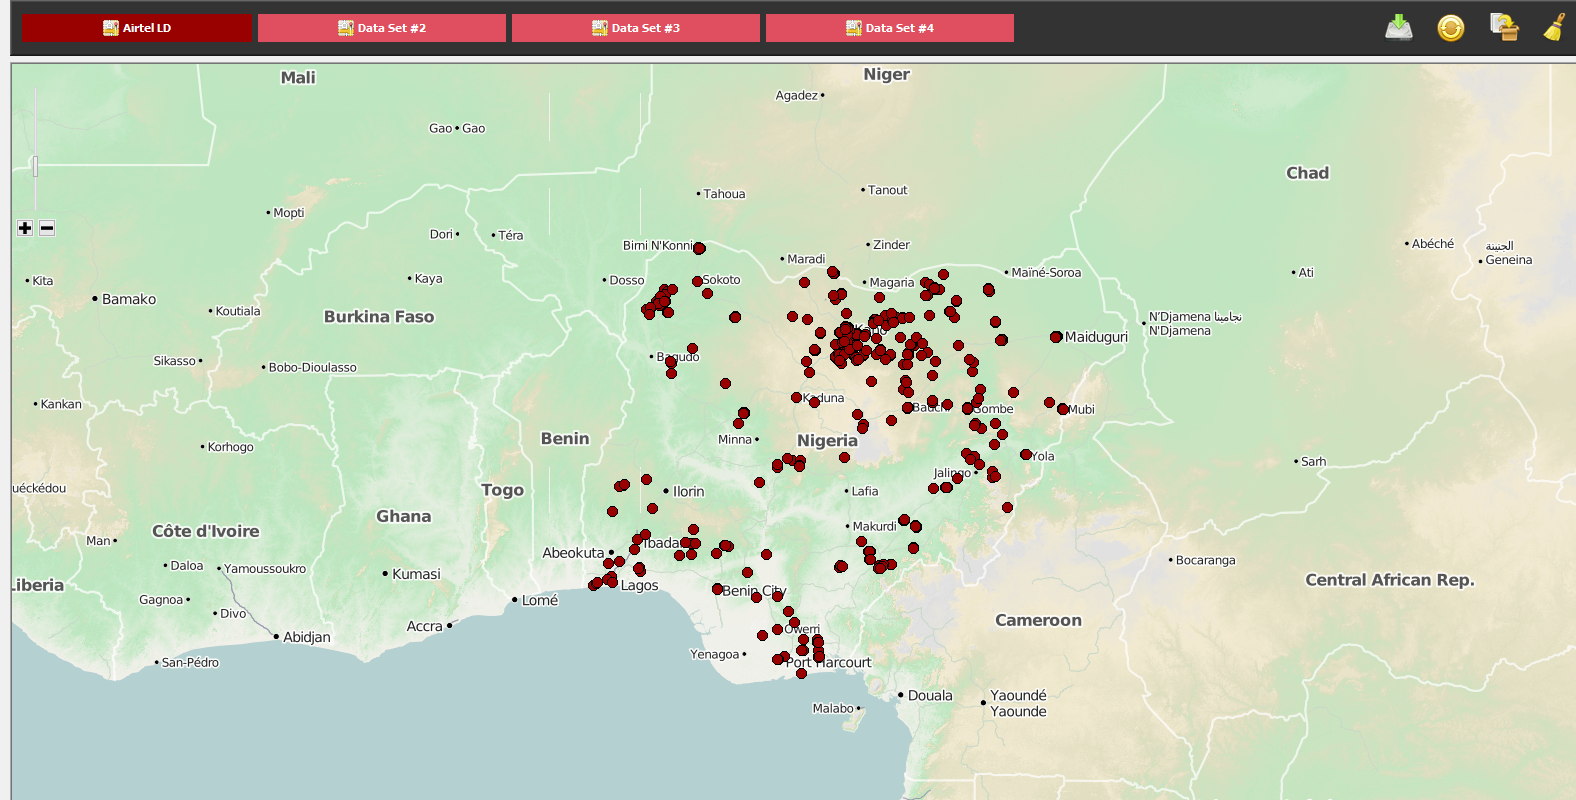 Airtel LD
Data Set #2
Data Set #3
Data Set #4
Mali
Niger
Agadez
Gao
Gao
Chad
Tahoua
Tanout
Mopti
Dori
Téra
Birni N'Konni
Zinder
Abéché
الجنينة
Geneina
Maradi
Kita
Kaya
Dosso
Sokoto
Magaria
Maïné-Soroa
Ati
Bamako
Koutiala
Burkina Faso
N'Djamena نجامينا
N'Djamena
Kano
Maiduguri
Sikasso
Bobo-Dioulasso
Bagudo
Kankan
Kaduna
Bauchi
Gombe
Mubi
Korhogo
Benin
Minna
Nigeria
Yola
Sarh
Jalingo
uéckédou
Togo
Ilorin
Lafia
Ghana
Côte d'Ivoire
Makurdi
Man
Ibada
Abeokuta
Bocaranga
Daloa
Yamoussoukro
Kumasi
Liberia
Lagos
Central African Rep.
Benin City
Gagnoa
Divo
Lomé
Accra
Cameroon
Abidjan
Owerri
San-Pédro
Yenagoa
Port Harcourt
Douala
Yaoundé
Yaounde
Malabo